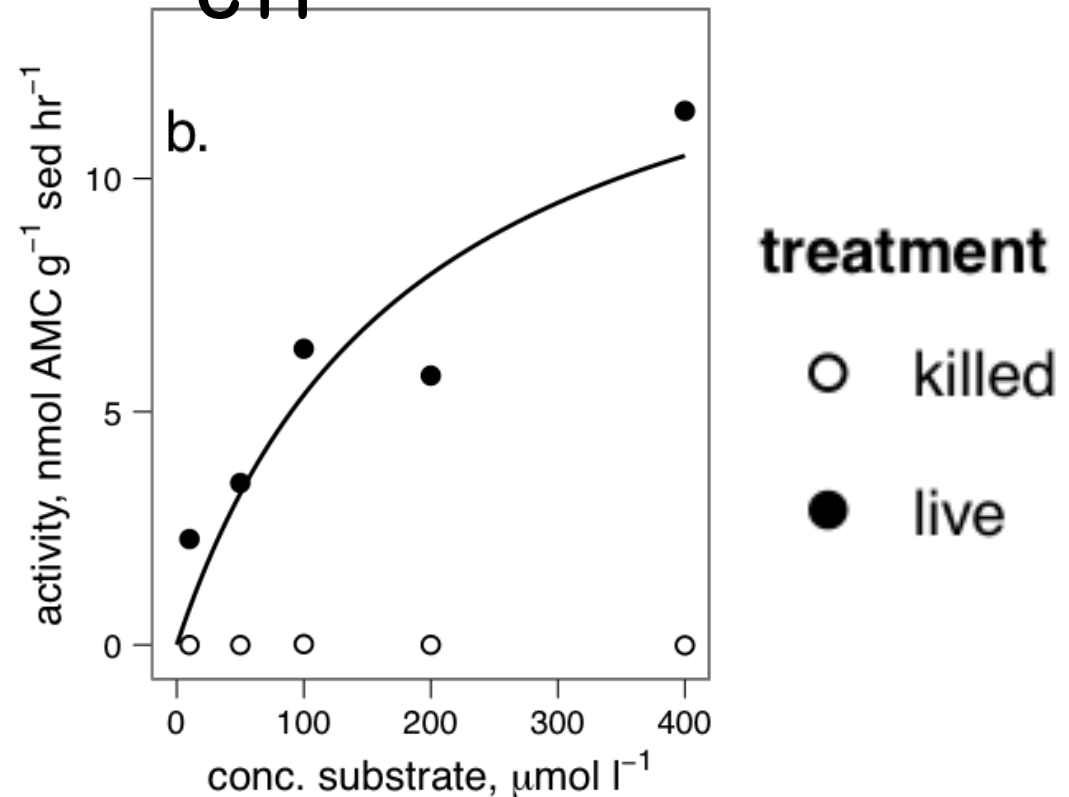 b.
activity, nmol AMC g⁻¹ sed hr⁻¹
10
5
0
0 100 200 300 400
conc. substrate, μmol l⁻¹
treatment
killed
live